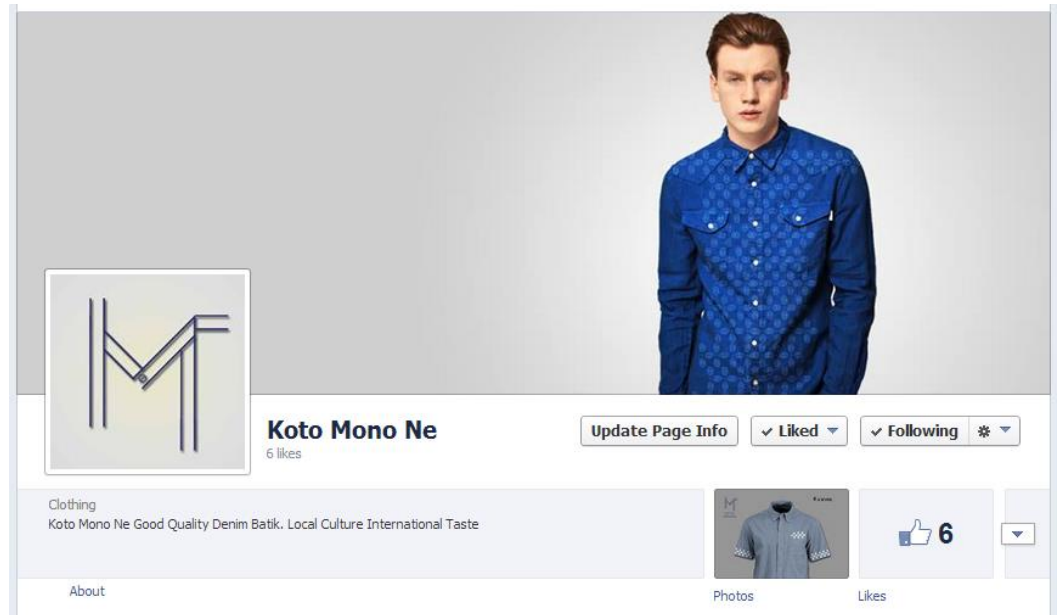 Koto Mono Ne
6 likes
Update Page Info
Liked
Following
Clothing
Koto Mono Ne Good Quality Denim Batik. Local Culture International Taste
6
About
Photos
Likes